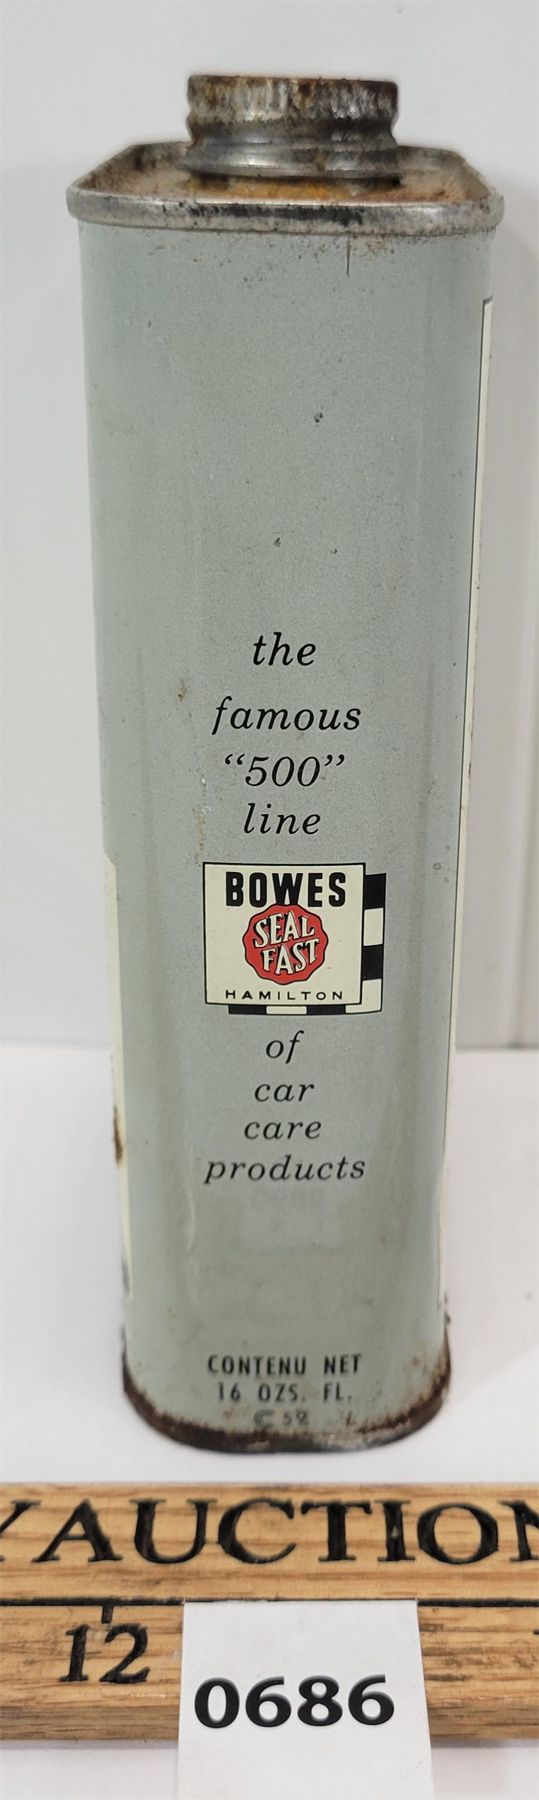 the
famous
“500”
line
BOWES
SEAL
FAST
HAMILTON
of
car
care
products
CONTENU NET
16 OZS. FL.
C 59
Y AUCTION
12
0686